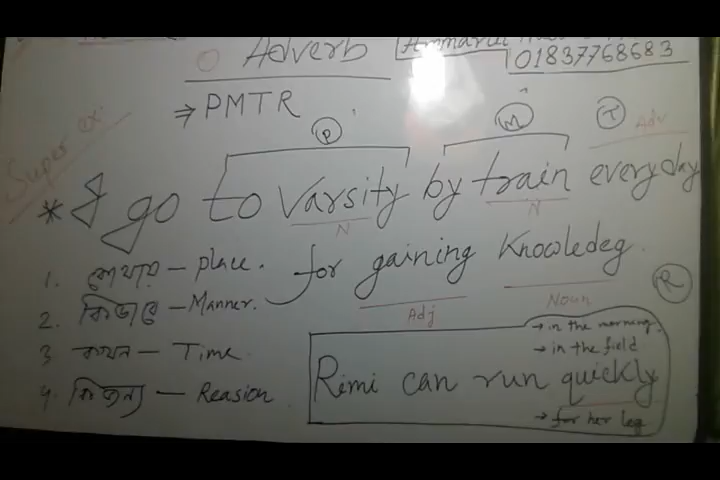 Adverb
01837768683
⇒ PMTR
Super ex:
P M T Adv
* I go to varsity by train everyday
N N
for gaining Knowledeg.
Adj Noun R
1. কোথায় — place.
2. কিভাবে — Manner.
3 কখন — Time.
4. কিজন্য — Reasion
→ in the morning.
→ in the field
Rimi can run quickly
→ for her leg